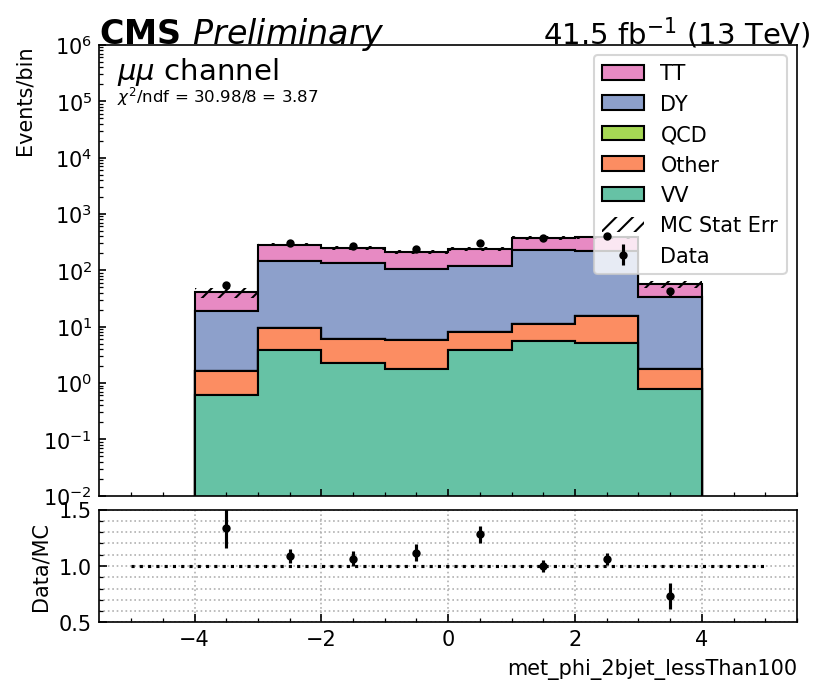 CMS Preliminary 41.5 fb⁻¹ (13 TeV)
μμ channel
χ²/ndf = 30.98/8 = 3.87
Events/bin
10⁶
10⁵
10⁴
10³
10²
10¹
10⁰
10⁻¹
10⁻²
TT
DY
QCD
Other
VV
MC Stat Err
Data
Data/MC
1.5
1.0
0.5
−4 −2 0 2 4
met_phi_2bjet_lessThan100